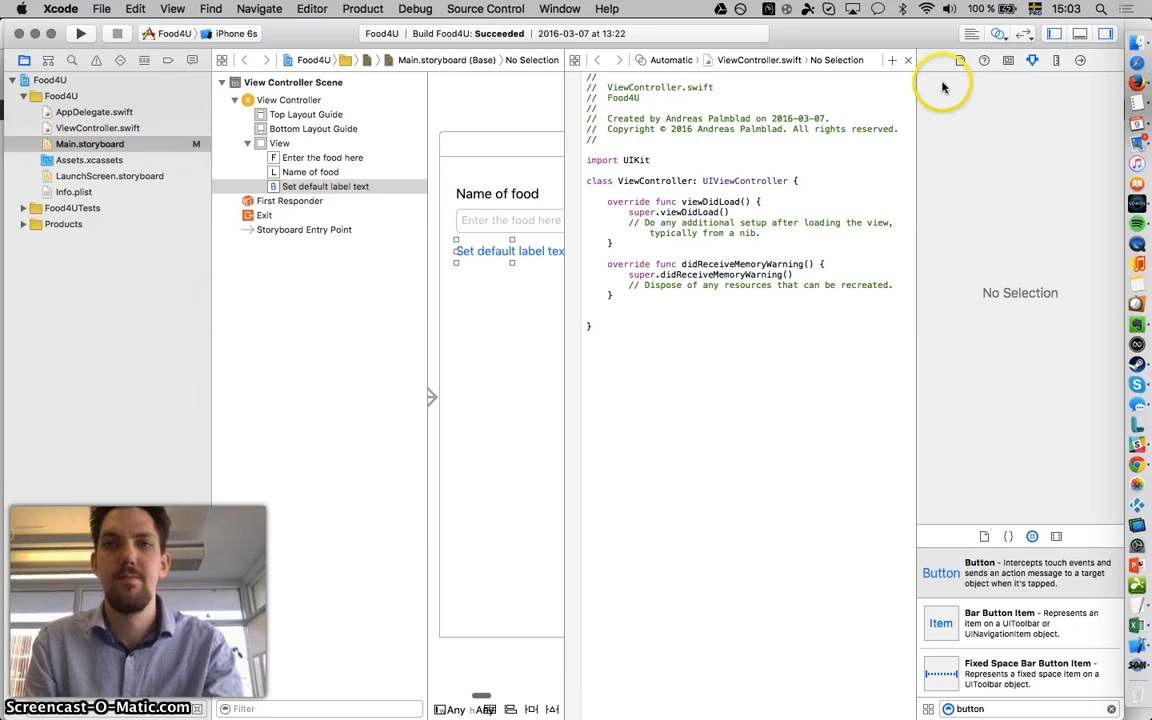 Xcode File Edit View Find Navigate Editor Product Debug Source Control Window Help 100 % 15:03
Food4U iPhone 6s Food4U Build Food4U: Succeeded 2016-03-07 at 13:22
Food4U Main.storyboard (Base) No Selection Automatic ViewController.swift No Selection
Food4U
Food4U
AppDelegate.swift
ViewController.swift
Main.storyboard M
Assets.xcassets
LaunchScreen.storyboard
Info.plist
Food4UTests
Products
View Controller Scene
View Controller
Top Layout Guide
Bottom Layout Guide
View
F Enter the food here
L Name of food
B Set default label text
First Responder
Exit
Storyboard Entry Point
Name of food
Enter the food here
Set default label tex
//
// ViewController.swift
// Food4U
//
// Created by Andreas Palmblad on 2016-03-07.
// Copyright © 2016 Andreas Palmblad. All rights reserved.
//
import UIKit
class ViewController: UIViewController {
override func viewDidLoad() {
super.viewDidLoad()
// Do any additional setup after loading the view,
typically from a nib.
}
override func didReceiveMemoryWarning() {
super.didReceiveMemoryWarning()
// Dispose of any resources that can be recreated.
}
}
No Selection
Button
Button - Intercepts touch events and
sends an action message to a target
object when it's tapped.
Item
Bar Button Item - Represents an
item on a UIToolbar or
UINavigationItem object.
Fixed Space Bar Button Item -
Represents a fixed space item on a
UIToolbar object.
Screencast-O-Matic.com
Filter
Any
button